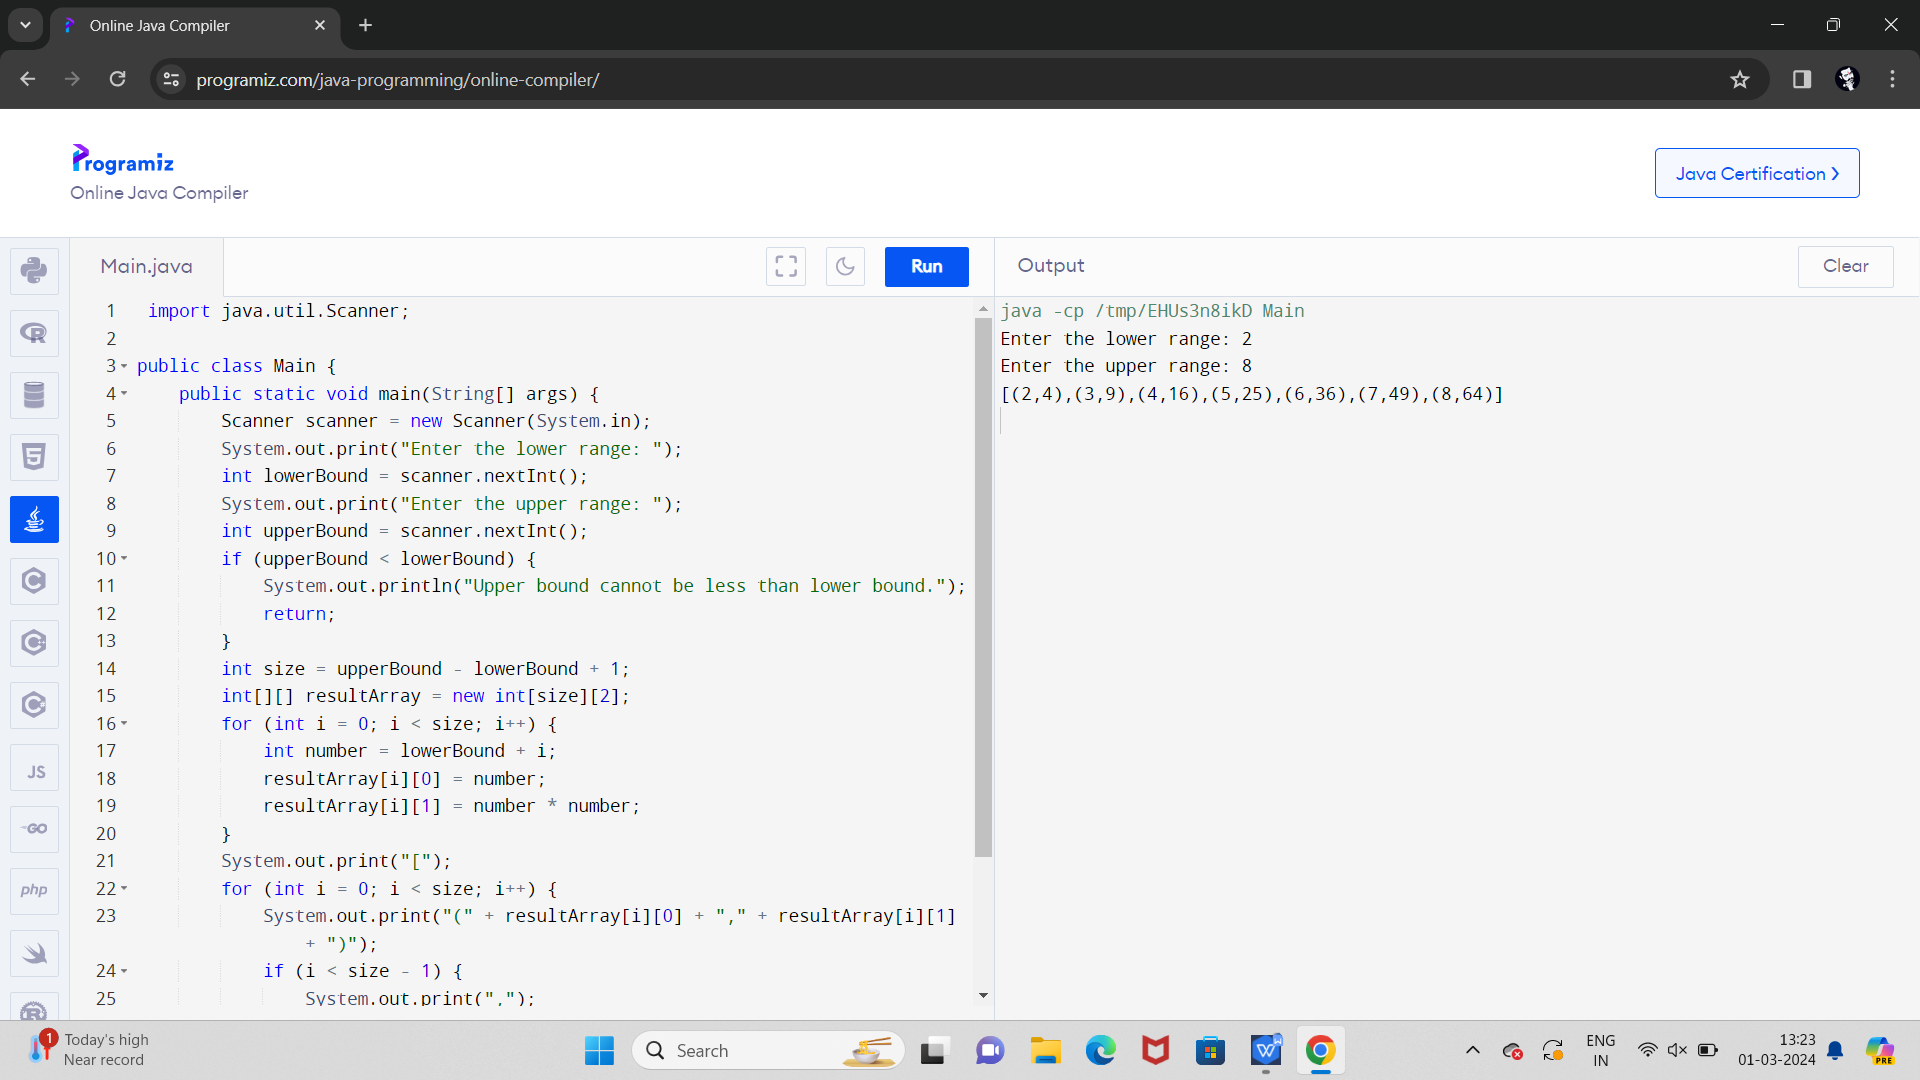 Online Java Compiler
programiz.com/java-programming/online-compiler/
Programiz
Online Java Compiler
Java Certification
Main.java
Run
Output
Clear
1 import java.util.Scanner;
2
3 public class Main {
4 public static void main(String[] args) {
5 Scanner scanner = new Scanner(System.in);
6 System.out.print("Enter the lower range: ");
7 int lowerBound = scanner.nextInt();
8 System.out.print("Enter the upper range: ");
9 int upperBound = scanner.nextInt();
10 if (upperBound < lowerBound) {
11 System.out.println("Upper bound cannot be less than lower bound.");
12 return;
13 }
14 int size = upperBound - lowerBound + 1;
15 int[][] resultArray = new int[size][2];
16 for (int i = 0; i < size; i++) {
17 int number = lowerBound + i;
18 resultArray[i][0] = number;
19 resultArray[i][1] = number * number;
20 }
21 System.out.print("[");
22 for (int i = 0; i < size; i++) {
23 System.out.print("(" + resultArray[i][0] + "," + resultArray[i][1]
+ ")");
24 if (i < size - 1) {
25 System.out.print(",");
java -cp /tmp/EHUs3n8ikD Main
Enter the lower range: 2
Enter the upper range: 8
[(2,4),(3,9),(4,16),(5,25),(6,36),(7,49),(8,64)]
R
5
C
C
C
JS
GO
php
R
1
Today's high
Near record
Search
W
ENG
IN
13:23
01-03-2024
PRE